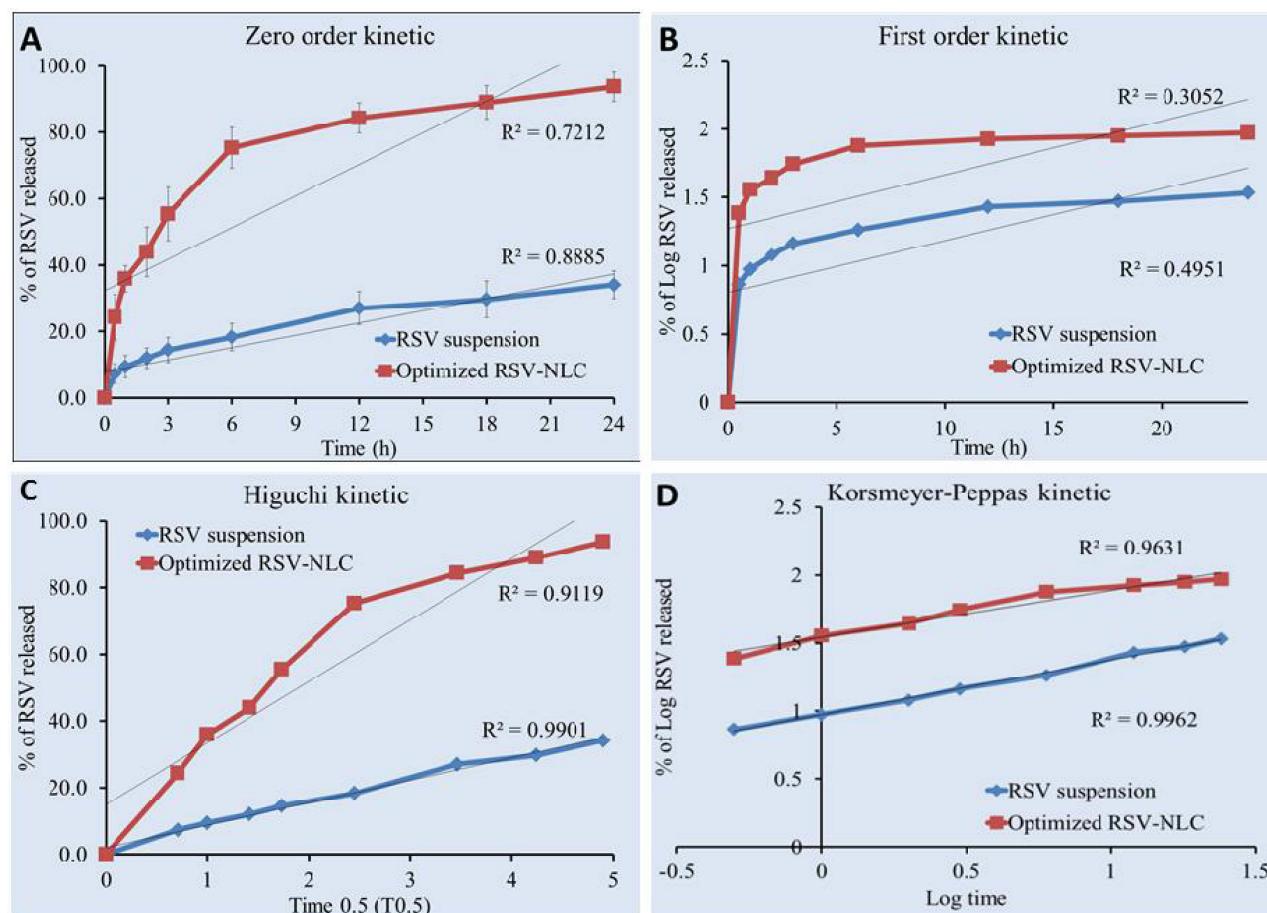 A
Zero order kinetic
100.0
80.0
60.0
40.0
20.0
0.0
% of RSV released
R² = 0.7212
R² = 0.8885
RSV suspension
Optimized RSV-NLC
0 3 6 9 12 15 18 21 24
Time (h)
B
First order kinetic
2.5
2
1.5
1
0.5
0
% of Log RSV released
R² = 0.3052
R² = 0.4951
RSV suspension
Optimized RSV-NLC
0 5 10 15 20
Time (h)
C
Higuchi kinetic
100.0
80.0
60.0
40.0
20.0
0.0
% of RSV released
RSV suspension
Optimized RSV-NLC
R² = 0.9119
R² = 0.9901
0 1 2 3 4 5
Time 0.5 (T0.5)
D
Korsmeyer-Peppas kinetic
2.5
2
1.5
1
0.5
0
% of Log RSV released
R² = 0.9631
R² = 0.9962
RSV suspension
Optimized RSV-NLC
-0.5 0 0.5 1 1.5
Log time